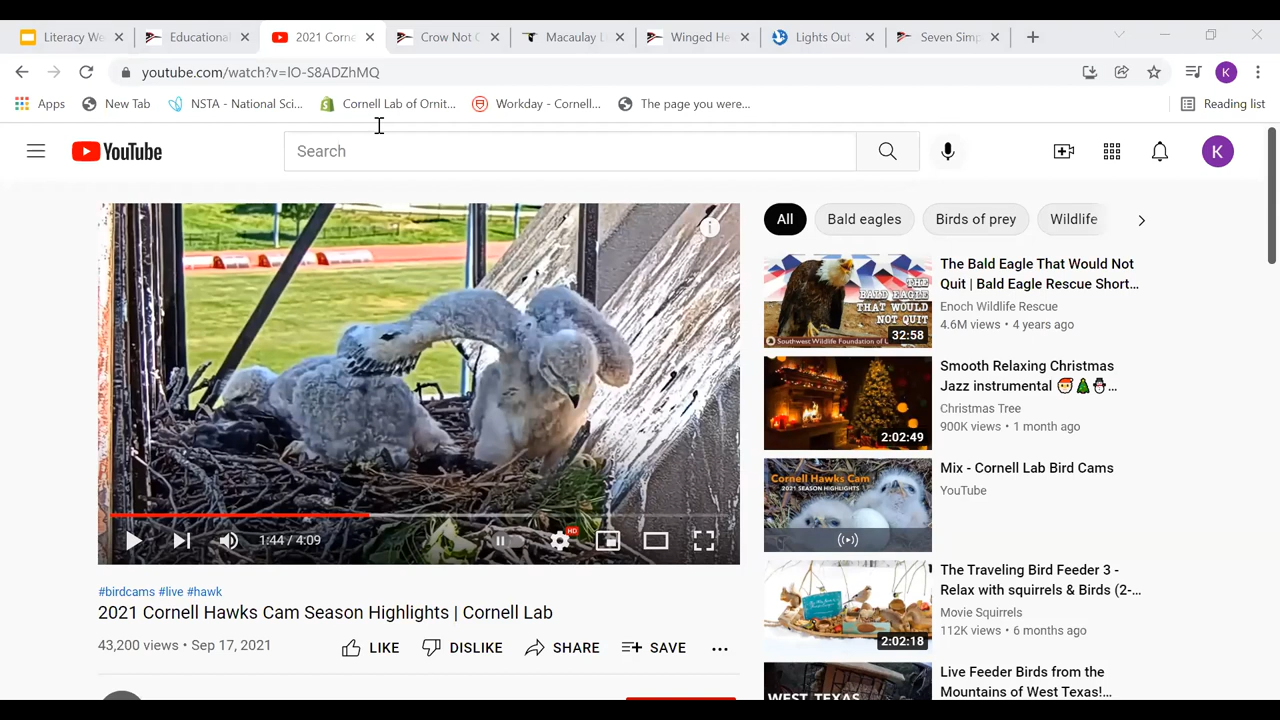 Literacy We
Educational
2021 Corne
Crow Not C
Macaulay L
Winged He
Lights Out
Seven Simp
youtube.com/watch?v=lO-S8ADZhMQ
K
Apps
New Tab
NSTA - National Sci...
Cornell Lab of Ornit...
Workday - Cornell...
The page you were...
Reading list
YouTube
Search
K
All
Bald eagles
Birds of prey
Wildlife
The Bald Eagle That Would Not
Quit | Bald Eagle Rescue Short...
Enoch Wildlife Rescue
4.6M views • 4 years ago
THE
BALD EAGLE
THAT WOULD
NOT QUIT
32:58
Southwest Wildlife Foundation of U
Smooth Relaxing Christmas
Jazz instrumental 🎅🎄⛄...
Christmas Tree
900K views • 1 month ago
2:02:49
Mix - Cornell Lab Bird Cams
YouTube
Cornell Hawks Cam
2021 SEASON HIGHLIGHTS
The Traveling Bird Feeder 3 -
Relax with squirrels & Birds (2-...
Movie Squirrels
112K views • 6 months ago
2:02:18
Live Feeder Birds from the
Mountains of West Texas!...
WEST TEXAS
1:44 / 4:09
HD
#birdcams #live #hawk
2021 Cornell Hawks Cam Season Highlights | Cornell Lab
43,200 views • Sep 17, 2021
LIKE
DISLIKE
SHARE
SAVE